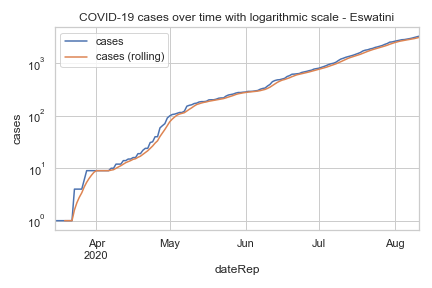 COVID-19 cases over time with logarithmic scale - Eswatini
cases
cases (rolling)
10³
10²
10¹
10⁰
cases
Apr
2020
May
Jun
Jul
Aug
dateRep